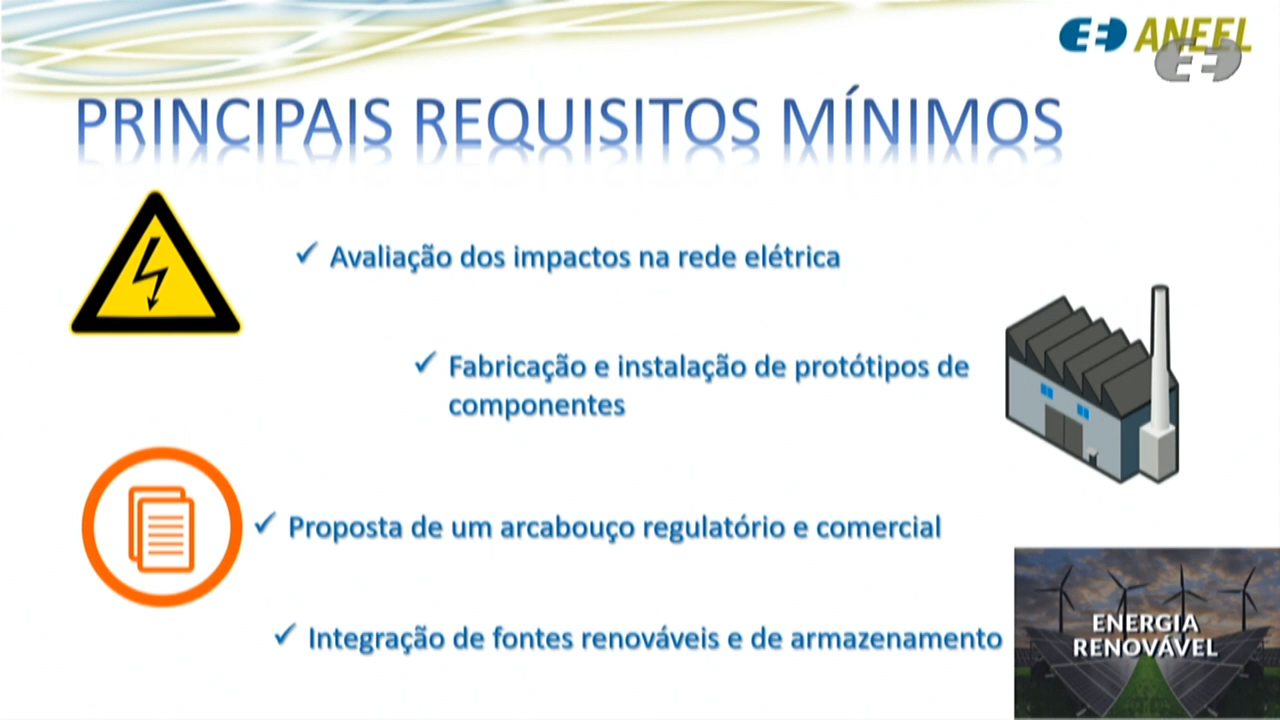 ANEEL
PRINCIPAIS REQUISITOS MÍNIMOS
✓ Avaliação dos impactos na rede elétrica
✓ Fabricação e instalação de protótipos de
componentes
✓ Proposta de um arcabouço regulatório e comercial
✓ Integração de fontes renováveis e de armazenamento
ENERGIA
RENOVÁVEL